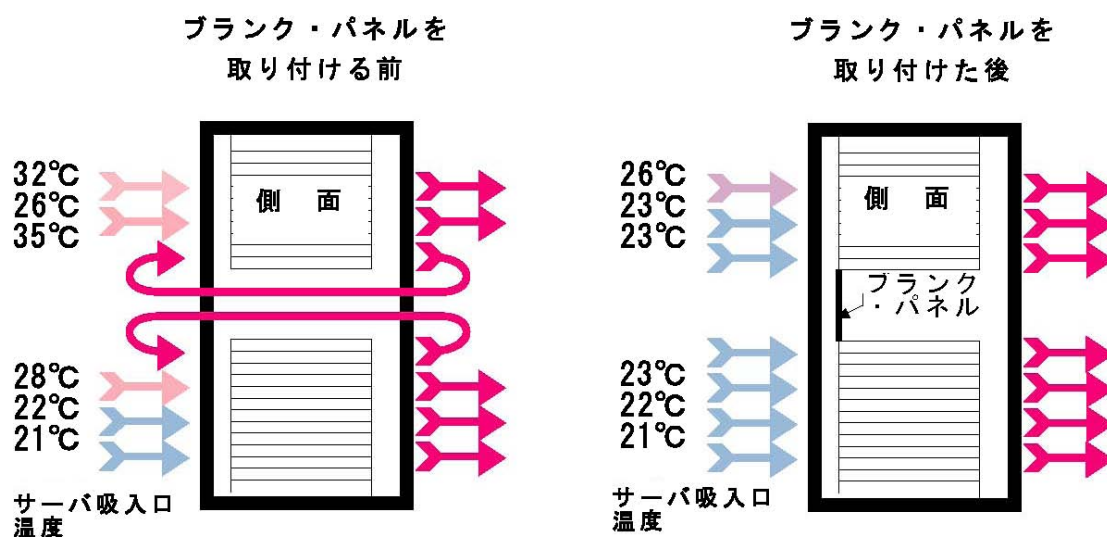 ブランク・パネルを
取り付ける前
32℃
26℃
35℃
側 面
28℃
22℃
21℃
サーバ吸入口
温度
ブランク・パネルを
取り付けた後
26℃
23℃
23℃
側 面
ブランク
・パネル
23℃
22℃
21℃
サーバ吸入口
温度